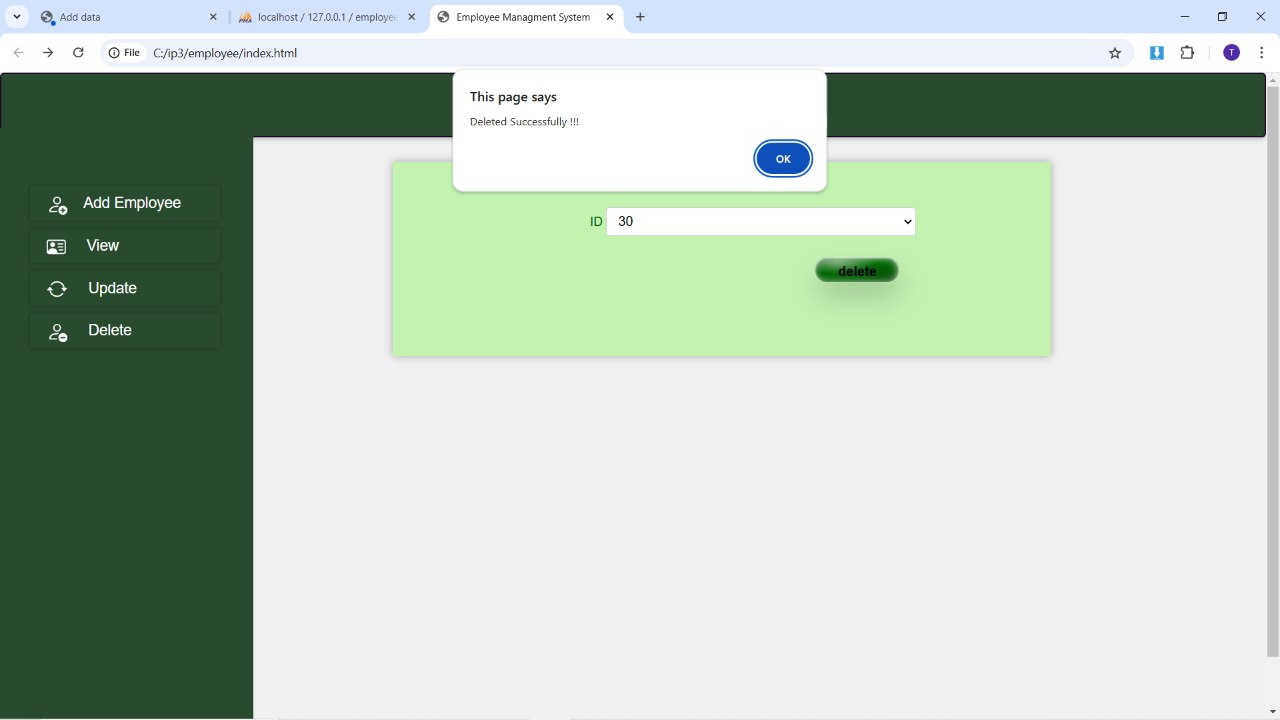 Add data
localhost / 127.0.0.1 / employee
Employee Managment System
File
C:/ip3/employee/index.html
T
This page says
Deleted Successfully !!!
OK
Add Employee
View
Update
Delete
ID
30
delete